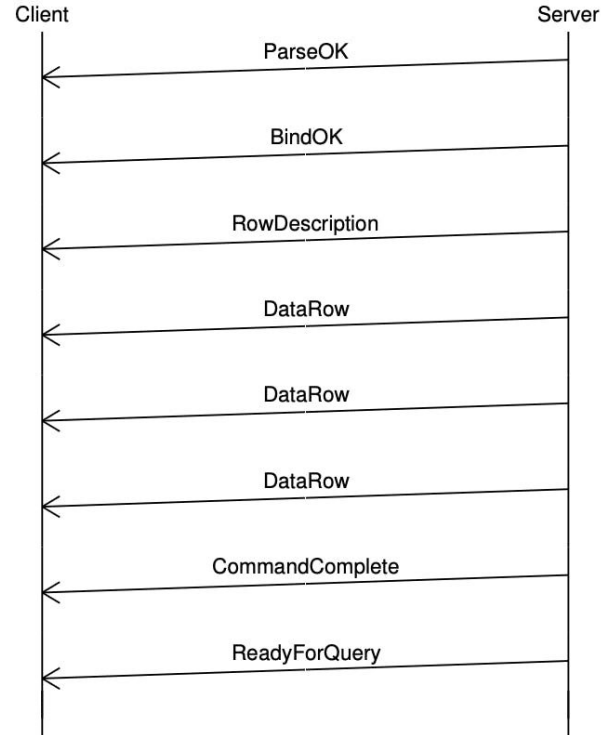 Client Server
ParseOK
BindOK
RowDescription
DataRow
DataRow
DataRow
CommandComplete
ReadyForQuery